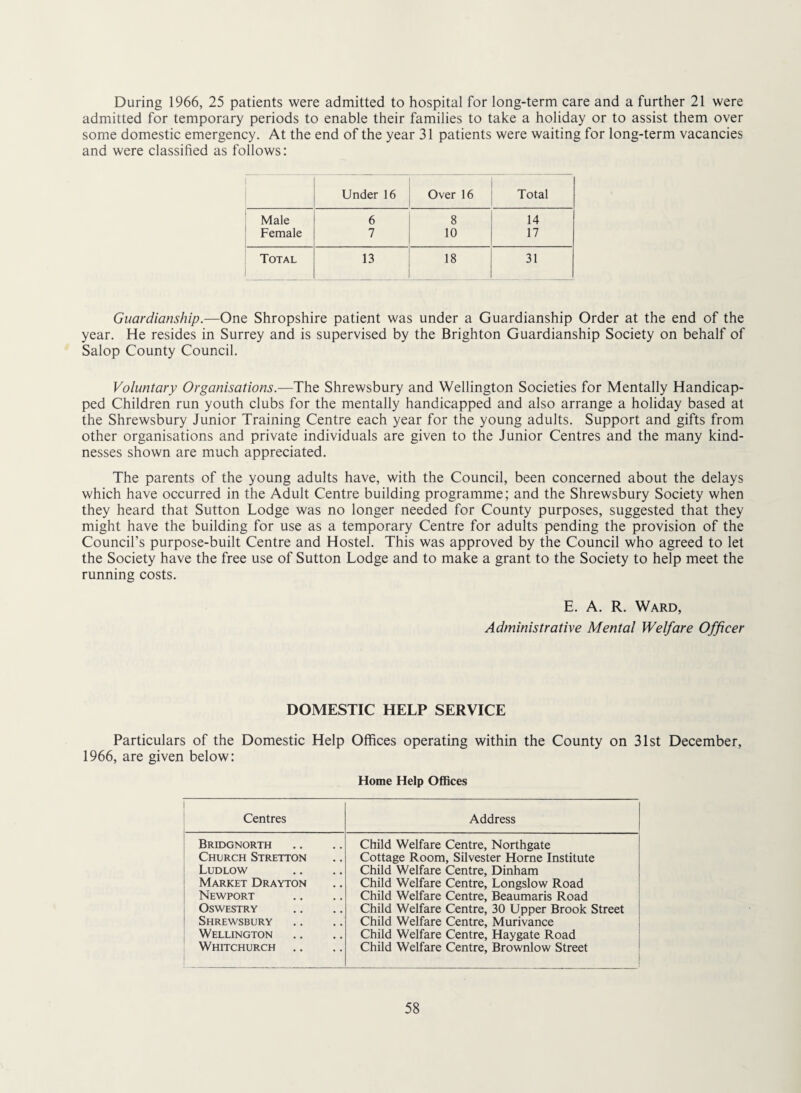 During 1966, 25 patients were admitted to hospital for long-term care and a further 21 were
admitted for temporary periods to enable their families to take a holiday or to assist them over
some domestic emergency. At the end of the year 31 patients were waiting for long-term vacancies
and were classified as follows:
Under 16 Over 16 Total
Male 6 8 14
Female 7 10 17
TOTAL 13 18 31
Guardianship.—One Shropshire patient was under a Guardianship Order at the end of the
year. He resides in Surrey and is supervised by the Brighton Guardianship Society on behalf of
Salop County Council.
Voluntary Organisations.—The Shrewsbury and Wellington Societies for Mentally Handicap-
ped Children run youth clubs for the mentally handicapped and also arrange a holiday based at
the Shrewsbury Junior Training Centre each year for the young adults. Support and gifts from
other organisations and private individuals are given to the Junior Centres and the many kind-
nesses shown are much appreciated.
The parents of the young adults have, with the Council, been concerned about the delays
which have occurred in the Adult Centre building programme; and the Shrewsbury Society when
they heard that Sutton Lodge was no longer needed for County purposes, suggested that they
might have the building for use as a temporary Centre for adults pending the provision of the
Council's purpose-built Centre and Hostel. This was approved by the Council who agreed to let
the Society have the free use of Sutton Lodge and to make a grant to the Society to help meet the
running costs.
E. A. R. WARD,
Administrative Mental Welfare Officer
DOMESTIC HELP SERVICE
Particulars of the Domestic Help Offices operating within the County on 31st December,
1966, are given below:
Home Help Offices
Centres Address
BRIDGNORTH .. .. Child Welfare Centre, Northgate
CHURCH STRETTON .. Cottage Room, Silvester Horne Institute
LUDLOW .. .. Child Welfare Centre, Dinham
MARKET DRAYTON .. Child Welfare Centre, Longslow Road
NEWPORT .. .. Child Welfare Centre, Beaumaris Road
OSWESTRY .. .. Child Welfare Centre, 30 Upper Brook Street
SHREWSBURY .. .. Child Welfare Centre, Murivance
WELLINGTON .. .. Child Welfare Centre, Haygate Road
WHITCHURCH .. .. Child Welfare Centre, Brownlow Street
58